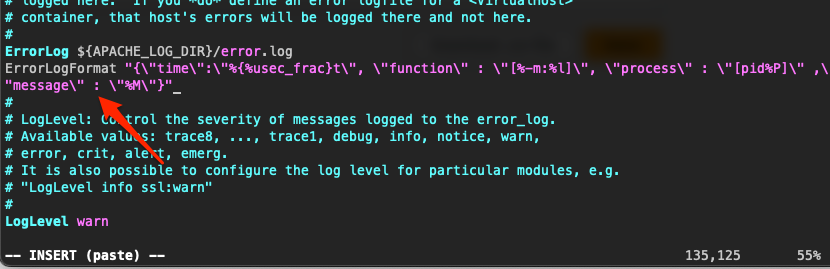 # logged here. If you *do* define an error logfile for a <VirtualHost>
# container, that host's errors will be logged there and not here.
#
ErrorLog ${APACHE_LOG_DIR}/error.log
ErrorLogFormat "{\"time\":\"%{%usec_frac}t\", \"function\" : \"[%-m:%l]\", \"process\" : \"[pid%P]\" ,\
"message\" : \"%M\"}"
#
# LogLevel: Control the severity of messages logged to the error_log.
# Available values: trace8, ..., trace1, debug, info, notice, warn,
# error, crit, alert, emerg.
# It is also possible to configure the log level for particular modules, e.g.
# "LogLevel info ssl:warn"
#
LogLevel warn
-- INSERT (paste) -- 135,125 55%